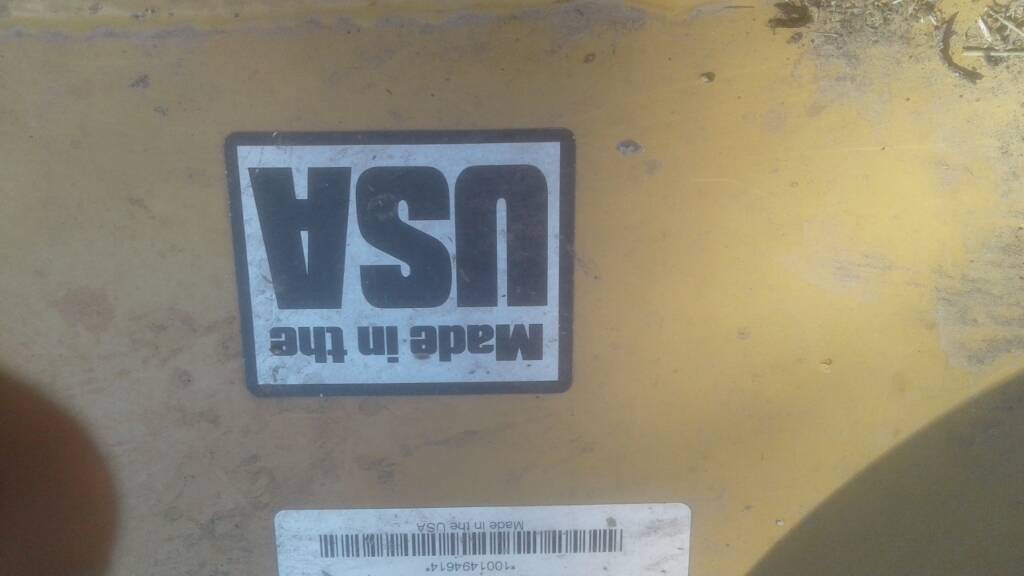 *1001494614*
Made in the USA
Made in the
USA